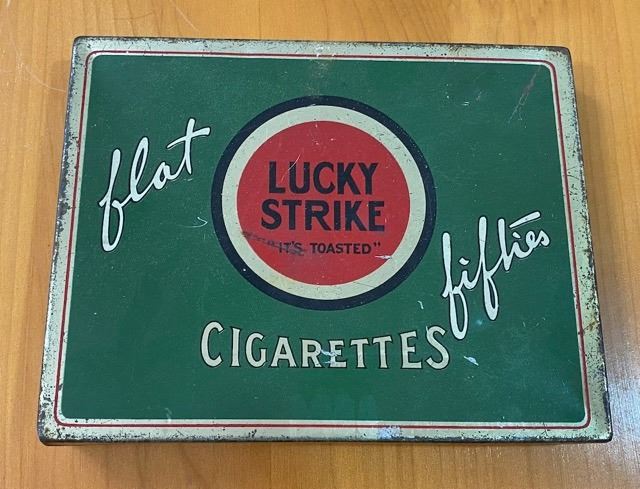 flat
LUCKY
STRIKE
"IT'S TOASTED"
fifties
CIGARETTES